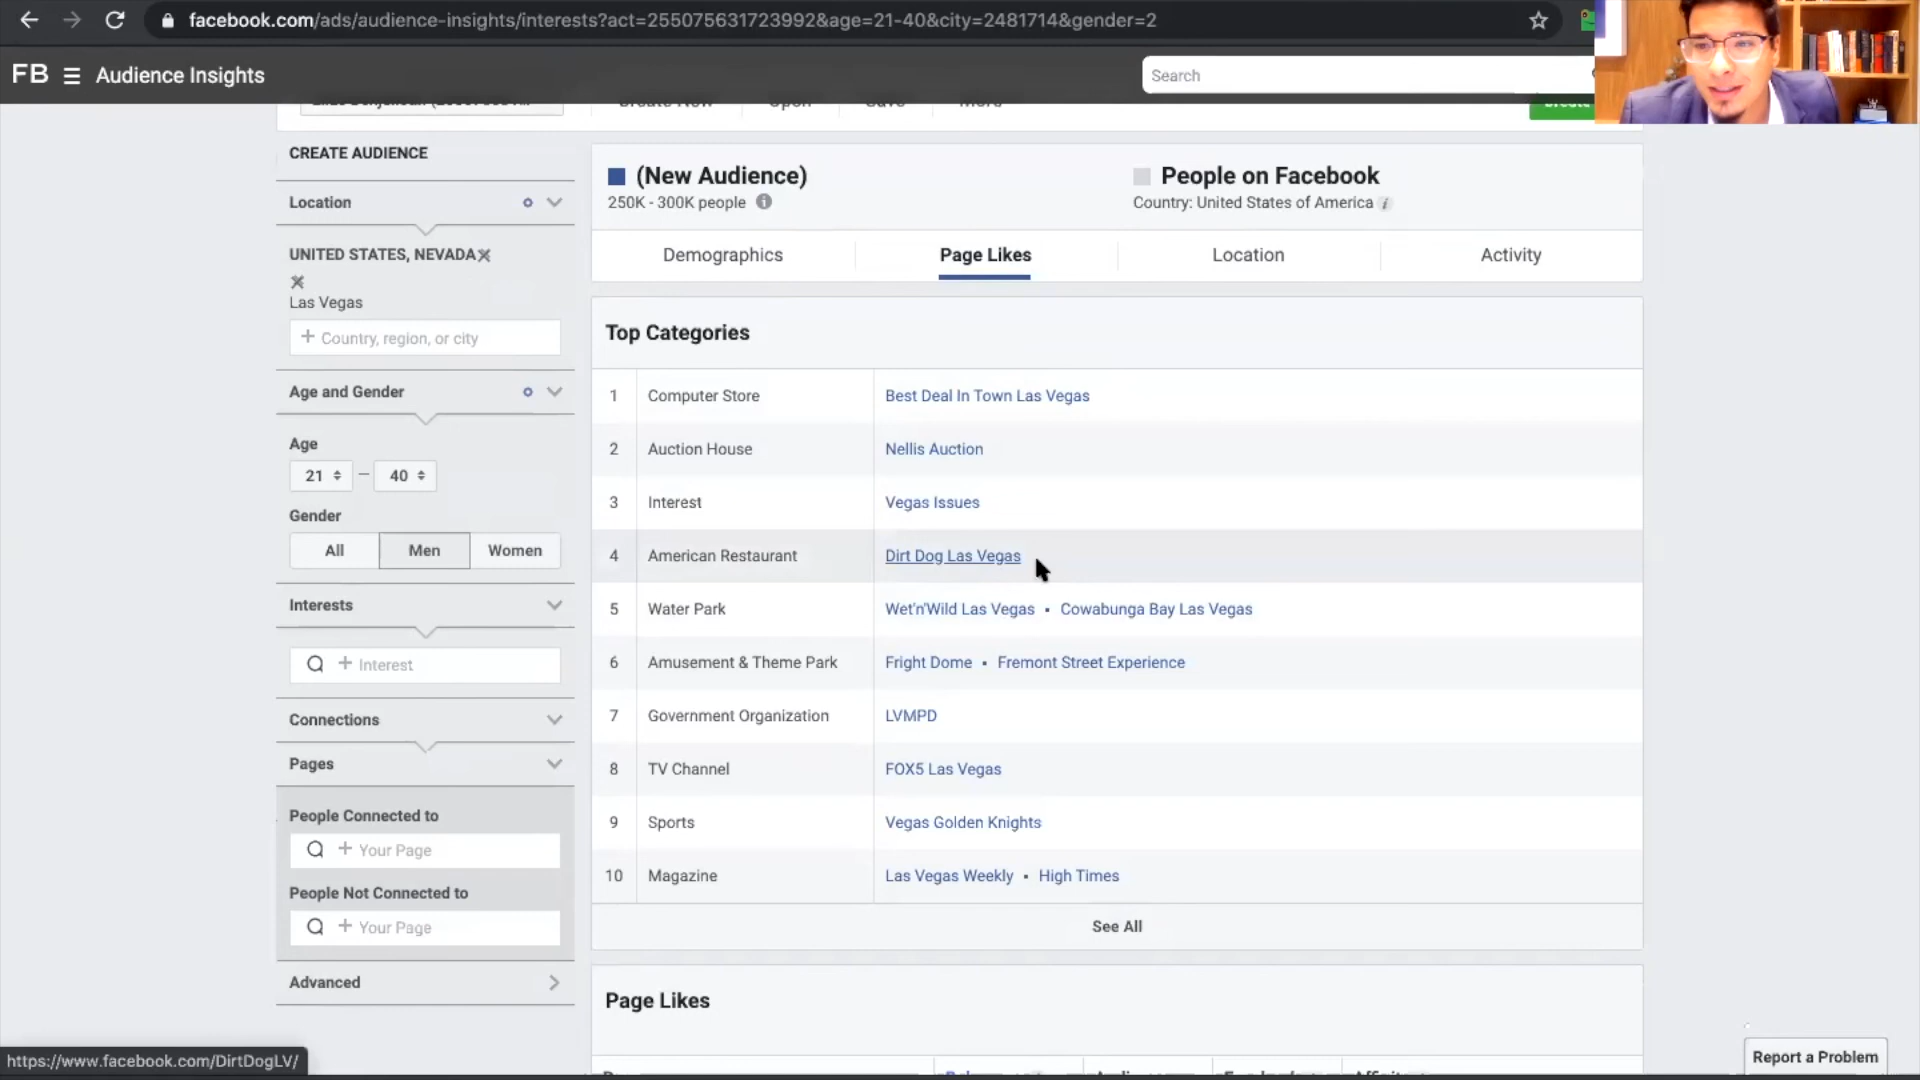 facebook.com/ads/audience-insights/interests?act=255075631723992&age=21-40&city=2481714&gender=2
FB Audience Insights
Search
Create New Open Save More
CREATE AUDIENCE
Location
UNITED STATES, NEVADA
Las Vegas
+ Country, region, or city
Age and Gender
Age
21 – 40
Gender
All Men Women
Interests
+ Interest
Connections
Pages
People Connected to
+ Your Page
People Not Connected to
+ Your Page
Advanced
(New Audience)
250K - 300K people
People on Facebook
Country: United States of America
Demographics Page Likes Location Activity
Top Categories
1 Computer Store Best Deal In Town Las Vegas
2 Auction House Nellis Auction
3 Interest Vegas Issues
4 American Restaurant Dirt Dog Las Vegas
5 Water Park Wet'n'Wild Las Vegas • Cowabunga Bay Las Vegas
6 Amusement & Theme Park Fright Dome • Fremont Street Experience
7 Government Organization LVMPD
8 TV Channel FOX5 Las Vegas
9 Sports Vegas Golden Knights
10 Magazine Las Vegas Weekly • High Times
See All
Page Likes
https://www.facebook.com/DirtDogLV/
Report a Problem